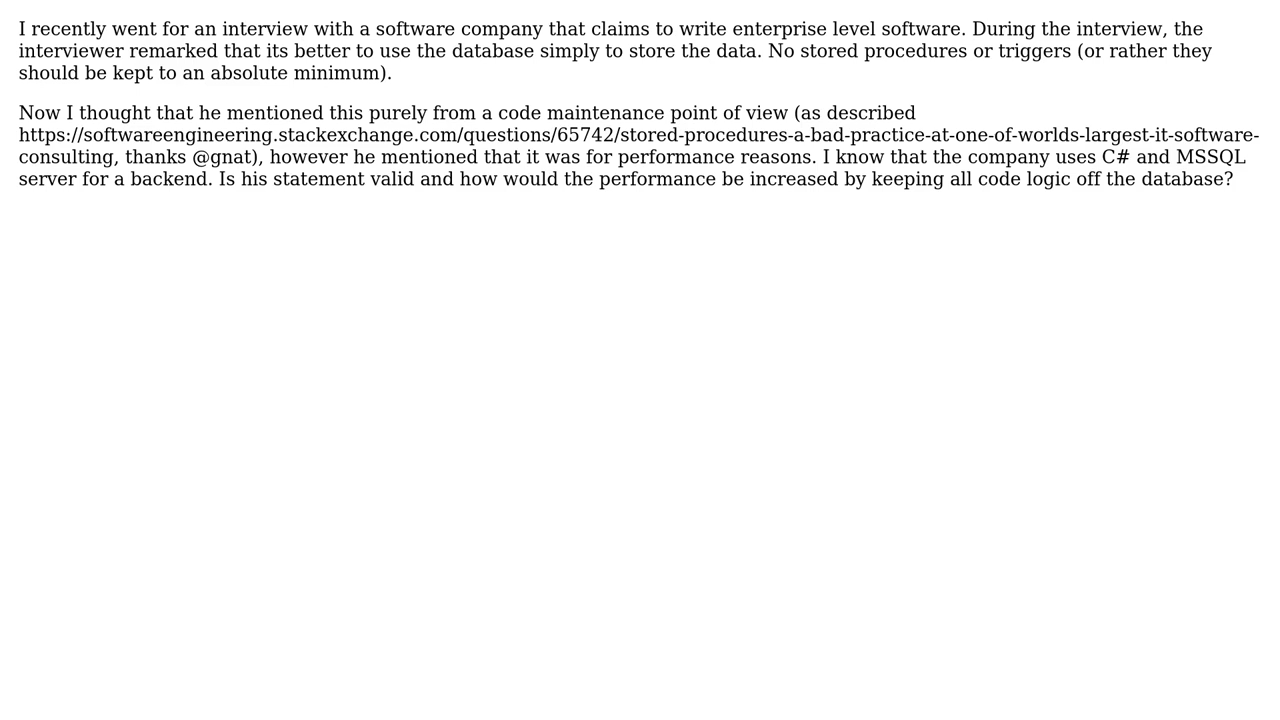 I recently went for an interview with a software company that claims to write enterprise level software. During the interview, the
interviewer remarked that its better to use the database simply to store the data. No stored procedures or triggers (or rather they
should be kept to an absolute minimum).
Now I thought that he mentioned this purely from a code maintenance point of view (as described
https://softwareengineering.stackexchange.com/questions/65742/stored-procedures-a-bad-practice-at-one-of-worlds-largest-it-software-
consulting, thanks @gnat), however he mentioned that it was for performance reasons. I know that the company uses C# and MSSQL
server for a backend. Is his statement valid and how would the performance be increased by keeping all code logic off the database?